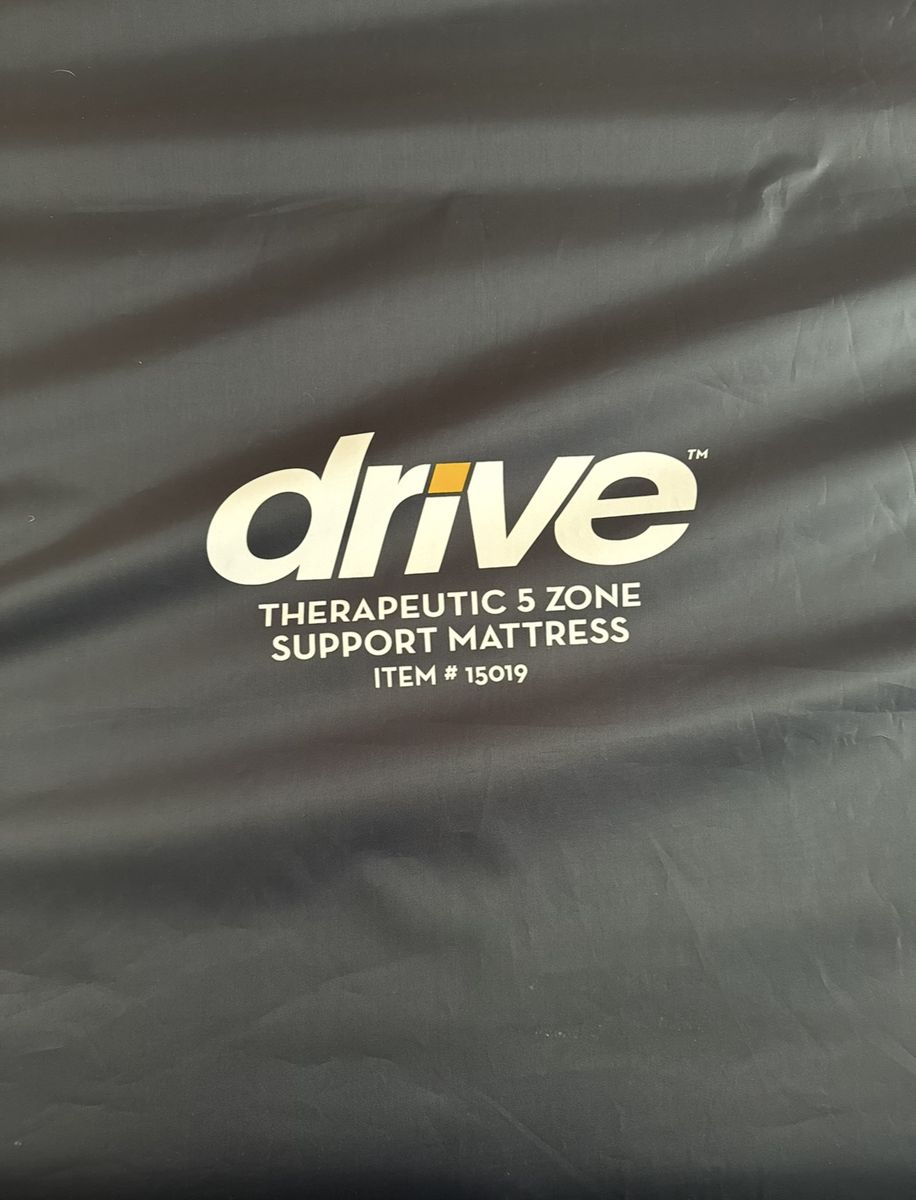 drive™
THERAPEUTIC 5 ZONE
SUPPORT MATTRESS
ITEM # 15019